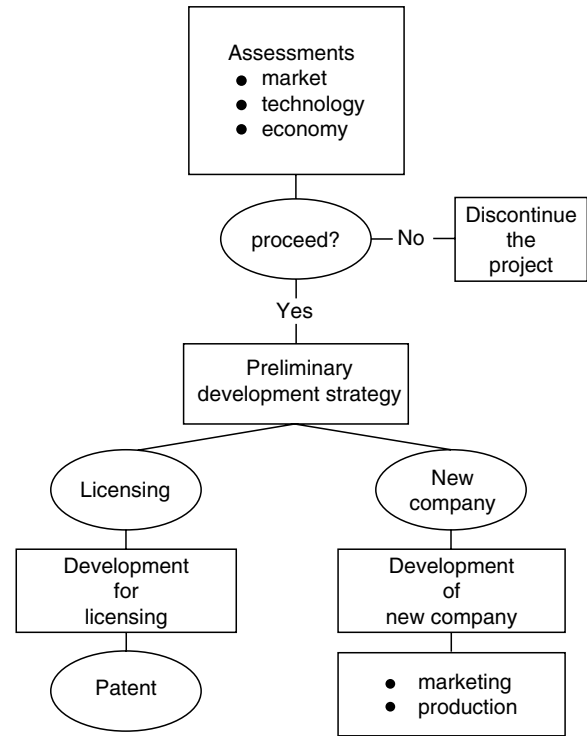 Assessments
● market
● technology
● economy
proceed?
No
Discontinue
the
project
Yes
Preliminary
development strategy
Licensing
New
company
Development
for
licensing
Development
of
new company
Patent
● marketing
● production